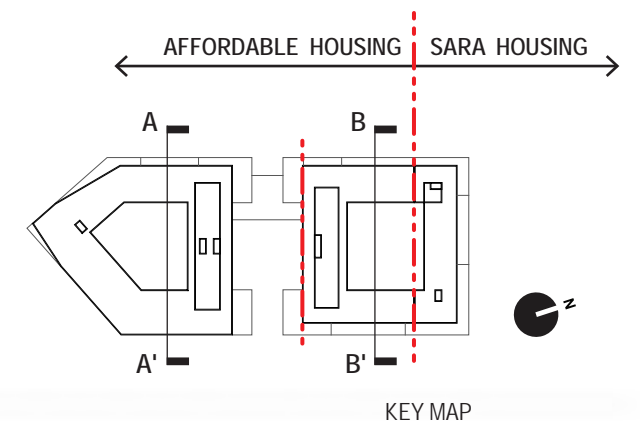 AFFORDABLE HOUSING SARA HOUSING
A B
N
A' B'
KEY MAP